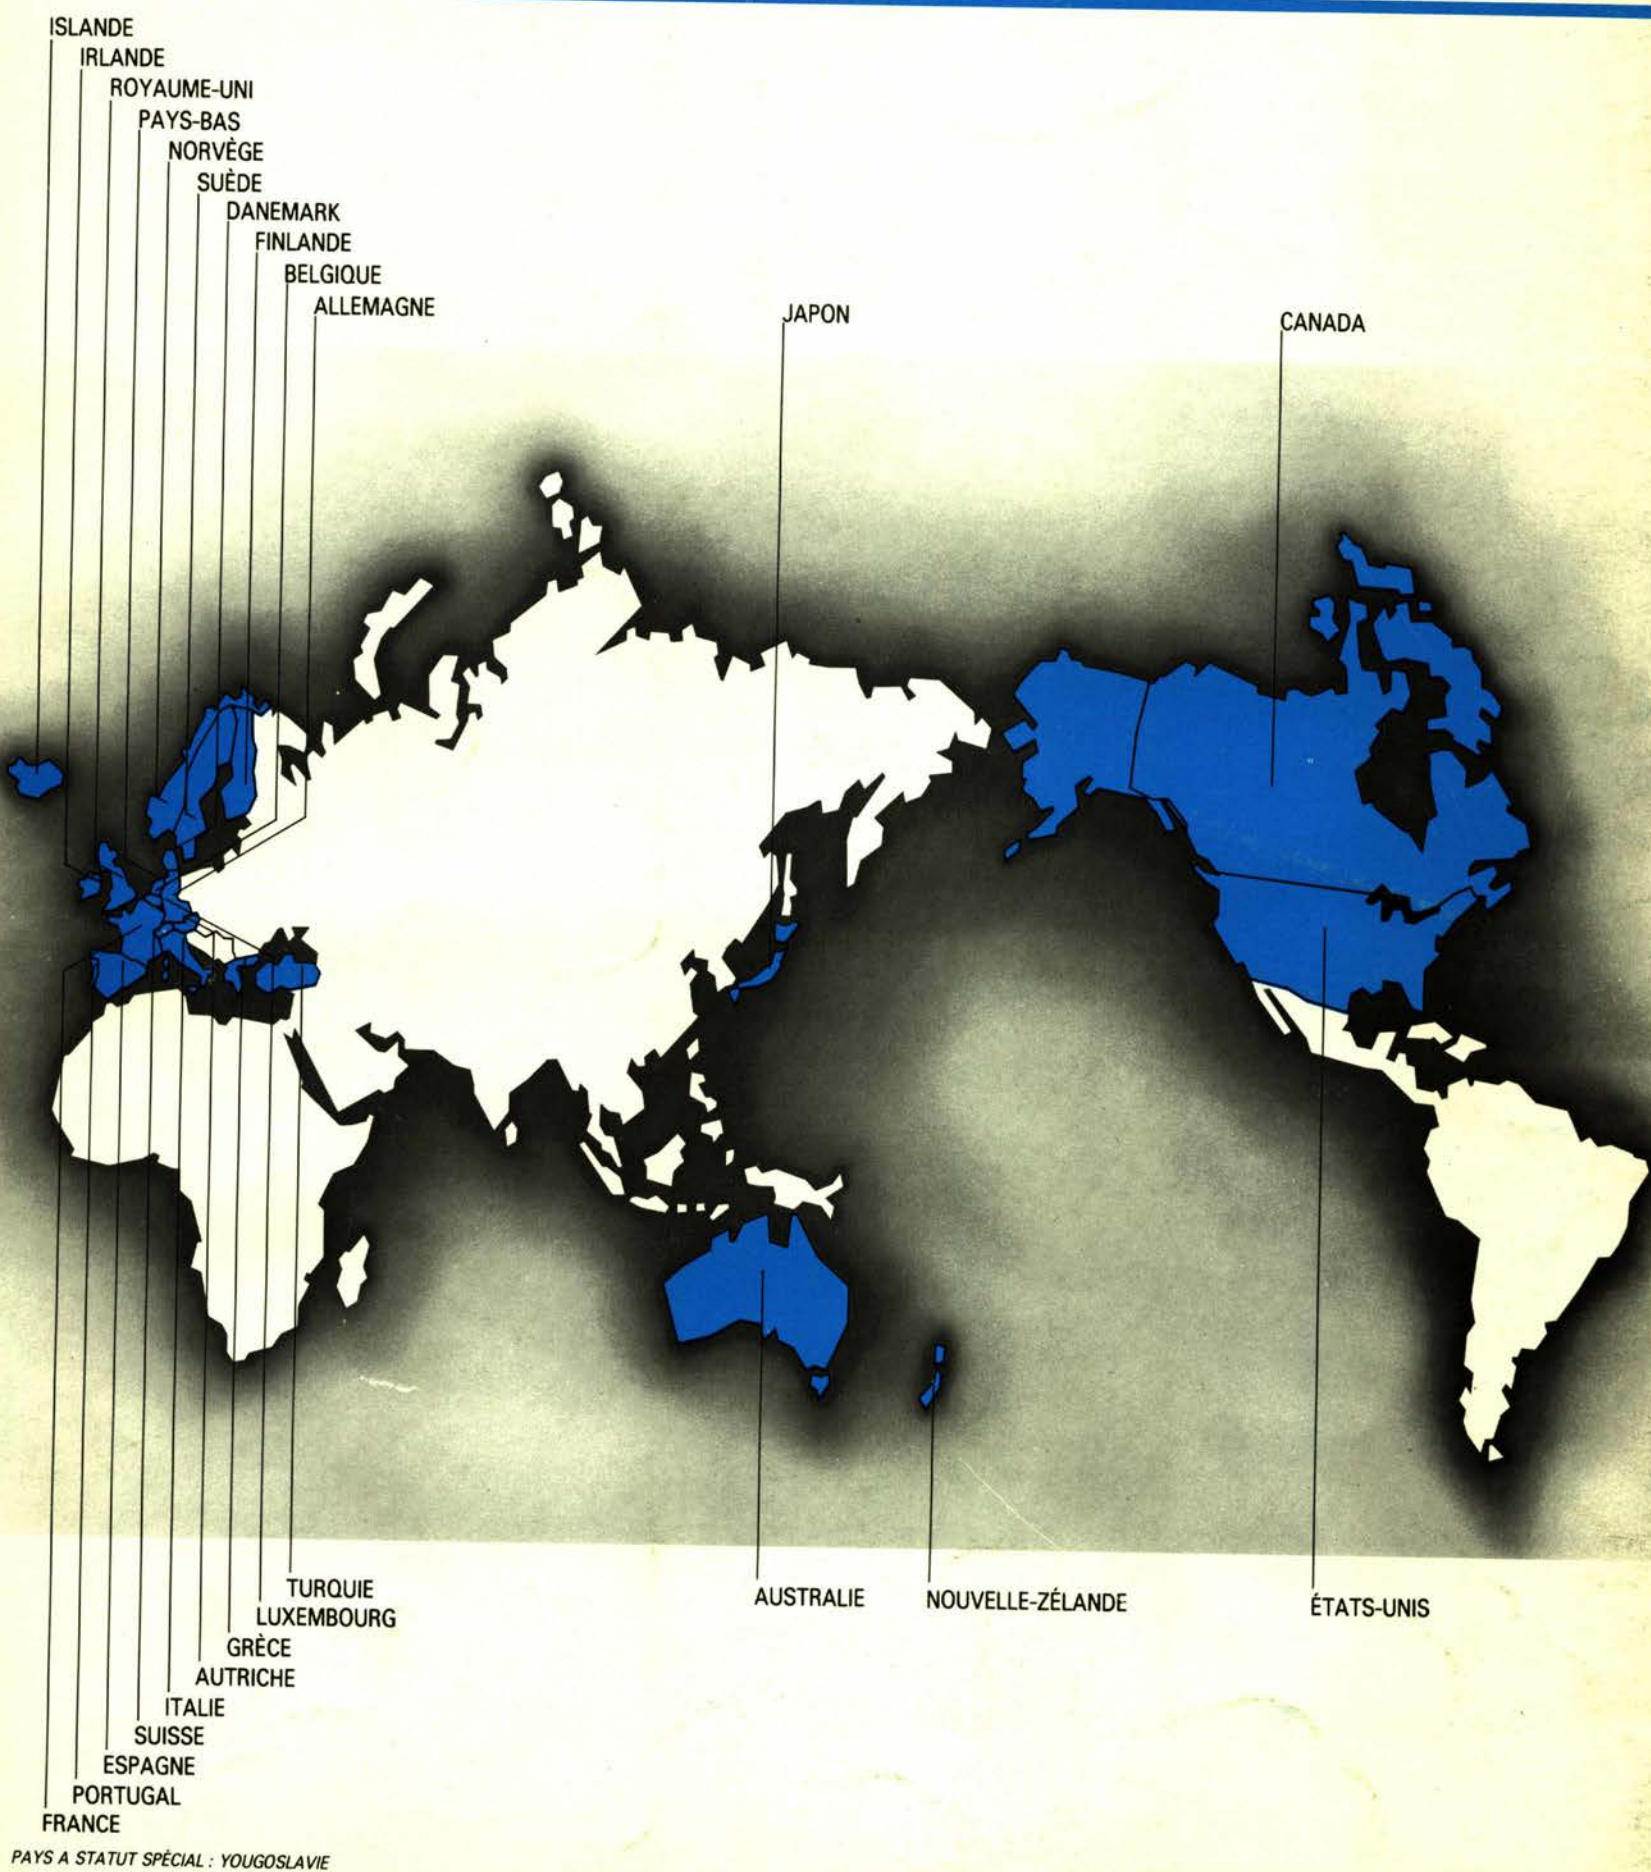 ISLANDE
IRLANDE
ROYAUME-UNI
PAYS-BAS
NORVÈGE
SUÈDE
DANEMARK
FINLANDE
BELGIQUE
ALLEMAGNE
JAPON
CANADA
TURQUIE
LUXEMBOURG
GRÈCE
AUTRICHE
ITALIE
SUISSE
ESPAGNE
PORTUGAL
FRANCE
AUSTRALIE
NOUVELLE-ZÉLANDE
ÉTATS-UNIS
PAYS A STATUT SPÉCIAL : YOUGOSLAVIE